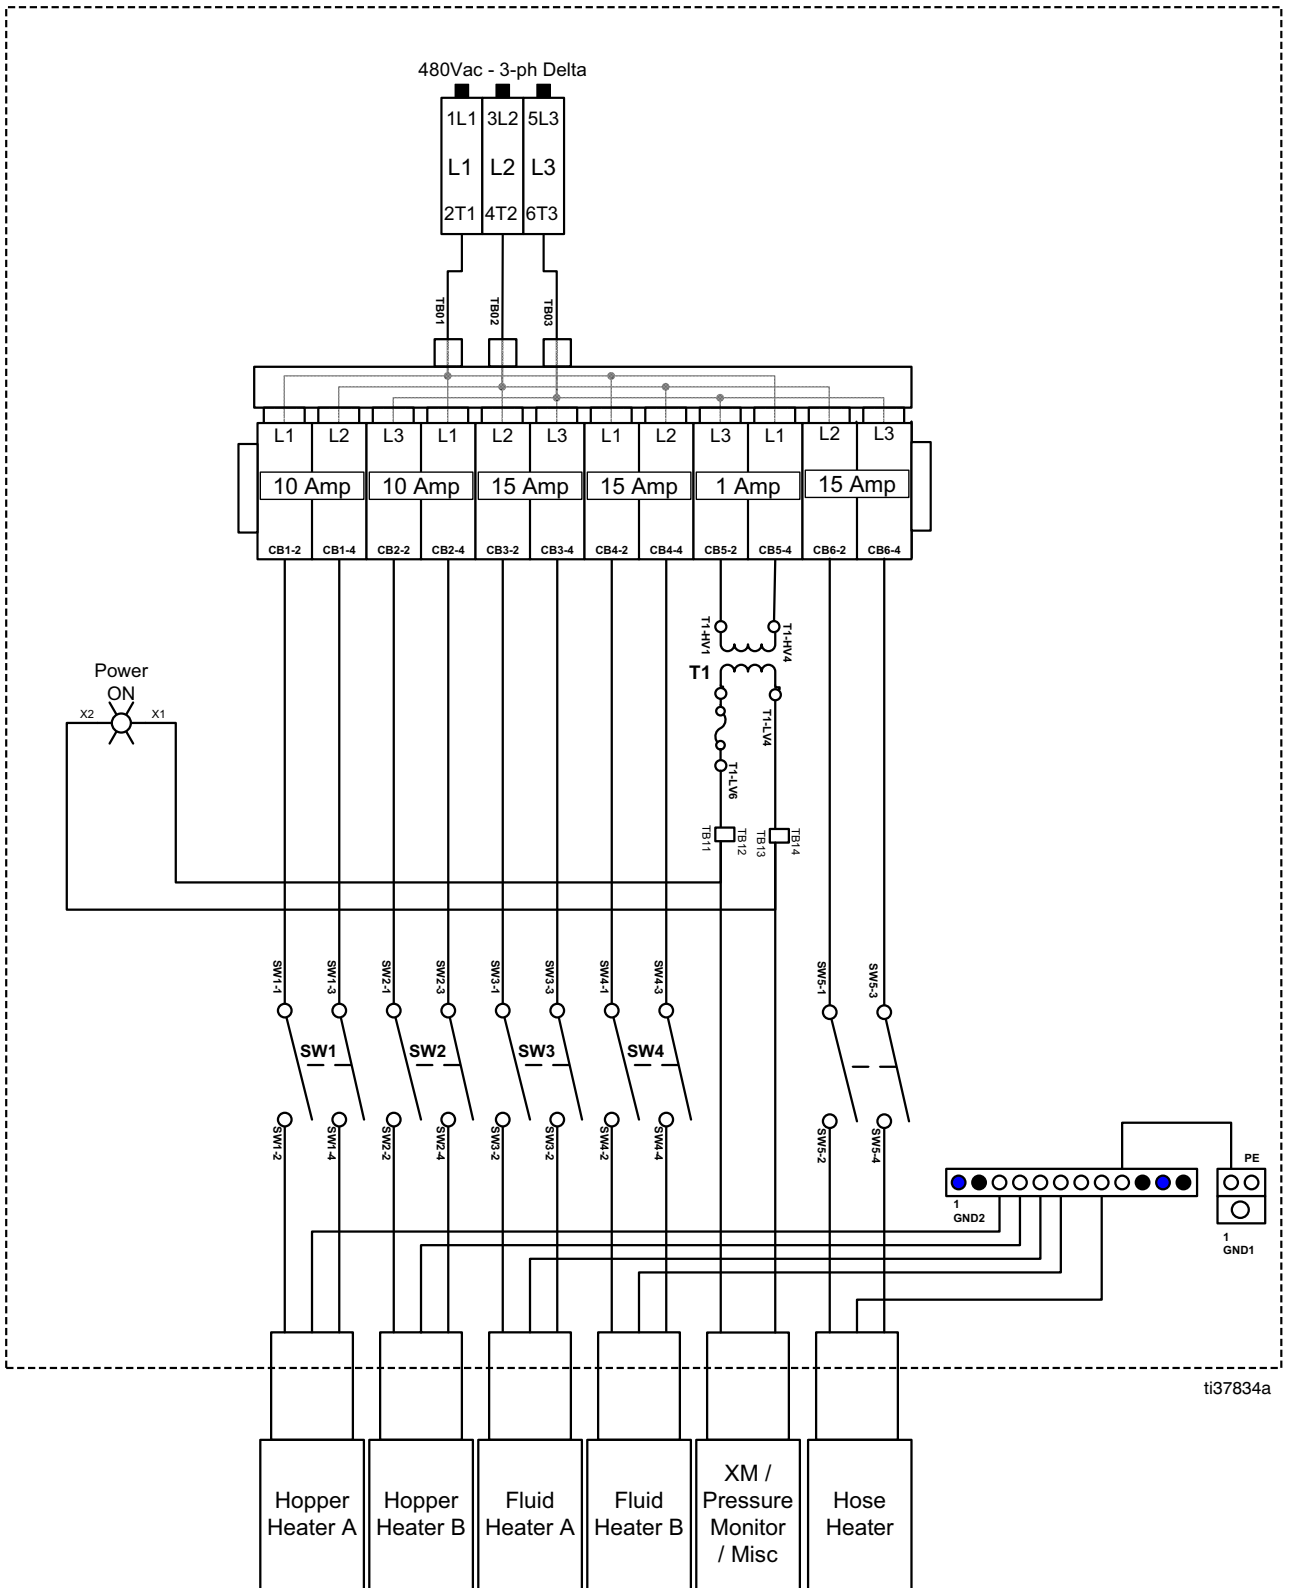 480Vac - 3-ph Delta
1L1 3L2 5L3
L1 L2 L3
2T1 4T2 6T3
TB01 TB02 TB03
L1 L2 L3 L1 L2 L3 L1 L2 L3 L1 L2 L3
10 Amp 10 Amp 15 Amp 15 Amp 1 Amp 15 Amp
CB1-2 CB1-4 CB2-2 CB2-4 CB3-2 CB3-4 CB4-2 CB4-4 CB5-2 CB5-4 CB6-2 CB6-4
T1-HV1 T1-HV4
T1
Power
ON
X2 X1
T1-LV4
T1-LV6
TB11 TB12 TB13 TB14
SW1-1 SW1-3 SW2-1 SW2-3 SW3-1 SW3-3 SW4-1 SW4-3 SW5-1 SW5-3
SW1 SW2 SW3 SW4
SW1-2 SW1-4 SW2-2 SW2-4 SW3-2 SW3-2 SW4-2 SW4-4 SW5-2 SW5-4
PE
1
GND2
1
GND1
ti37834a
Hopper
Heater A
Hopper
Heater B
Fluid
Heater A
Fluid
Heater B
XM /
Pressure
Monitor
/ Misc
Hose
Heater